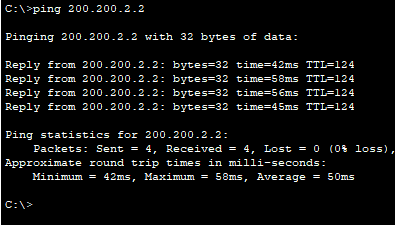 C:\>ping 200.200.2.2
Pinging 200.200.2.2 with 32 bytes of data:
Reply from 200.200.2.2: bytes=32 time=42ms TTL=124
Reply from 200.200.2.2: bytes=32 time=58ms TTL=124
Reply from 200.200.2.2: bytes=32 time=56ms TTL=124
Reply from 200.200.2.2: bytes=32 time=45ms TTL=124
Ping statistics for 200.200.2.2:
    Packets: Sent = 4, Received = 4, Lost = 0 (0% loss),
Approximate round trip times in milli-seconds:
    Minimum = 42ms, Maximum = 58ms, Average = 50ms
C:\>